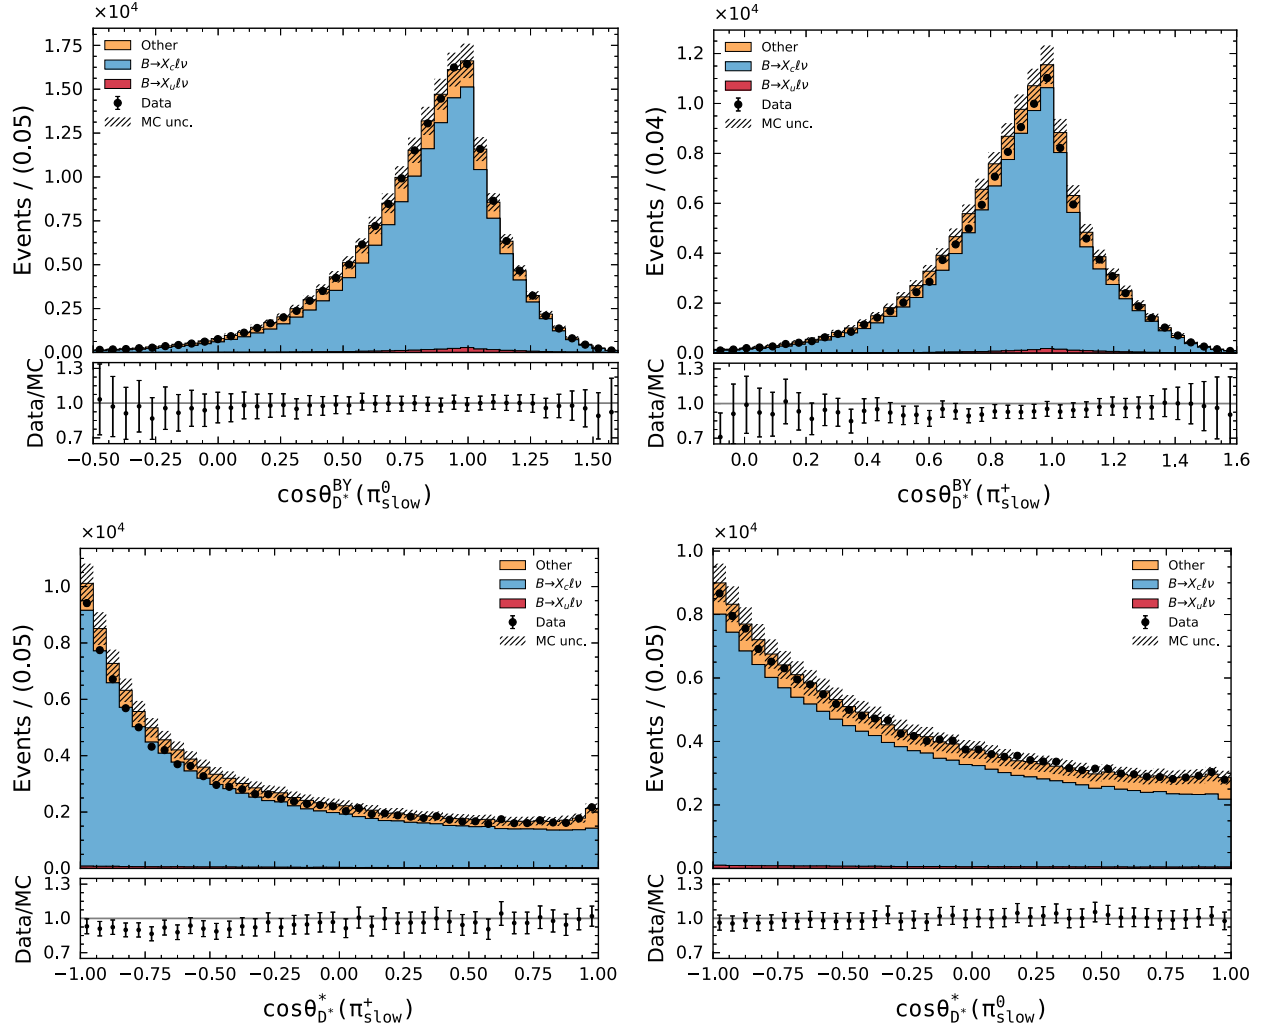 ×10⁴
Events / (0.05)
1.75
1.50
1.25
1.00
0.75
0.50
0.25
0.00
Other
B→X_cℓν
B→X_uℓν
Data
MC unc.
Data/MC
1.3
1.0
0.7
−0.50 −0.25 0.00 0.25 0.50 0.75 1.00 1.25 1.50
cosθ^BY_D*(π^0_slow)
×10⁴
Events / (0.04)
1.2
1.0
0.8
0.6
0.4
0.2
0.0
Other
B→X_cℓν
B→X_uℓν
Data
MC unc.
Data/MC
1.3
1.0
0.7
0.0 0.2 0.4 0.6 0.8 1.0 1.2 1.4 1.6
cosθ^BY_D*(π^+_slow)
×10⁴
Events / (0.05)
1.0
0.8
0.6
0.4
0.2
0.0
Other
B→X_cℓν
B→X_uℓν
Data
MC unc.
Data/MC
1.3
1.0
0.7
−1.00 −0.75 −0.50 −0.25 0.00 0.25 0.50 0.75 1.00
cosθ^*_D*(π^+_slow)
×10⁴
Events / (0.05)
1.0
0.8
0.6
0.4
0.2
0.0
Other
B→X_cℓν
B→X_uℓν
Data
MC unc.
Data/MC
1.3
1.0
0.7
−1.00 −0.75 −0.50 −0.25 0.00 0.25 0.50 0.75 1.00
cosθ^*_D*(π^0_slow)